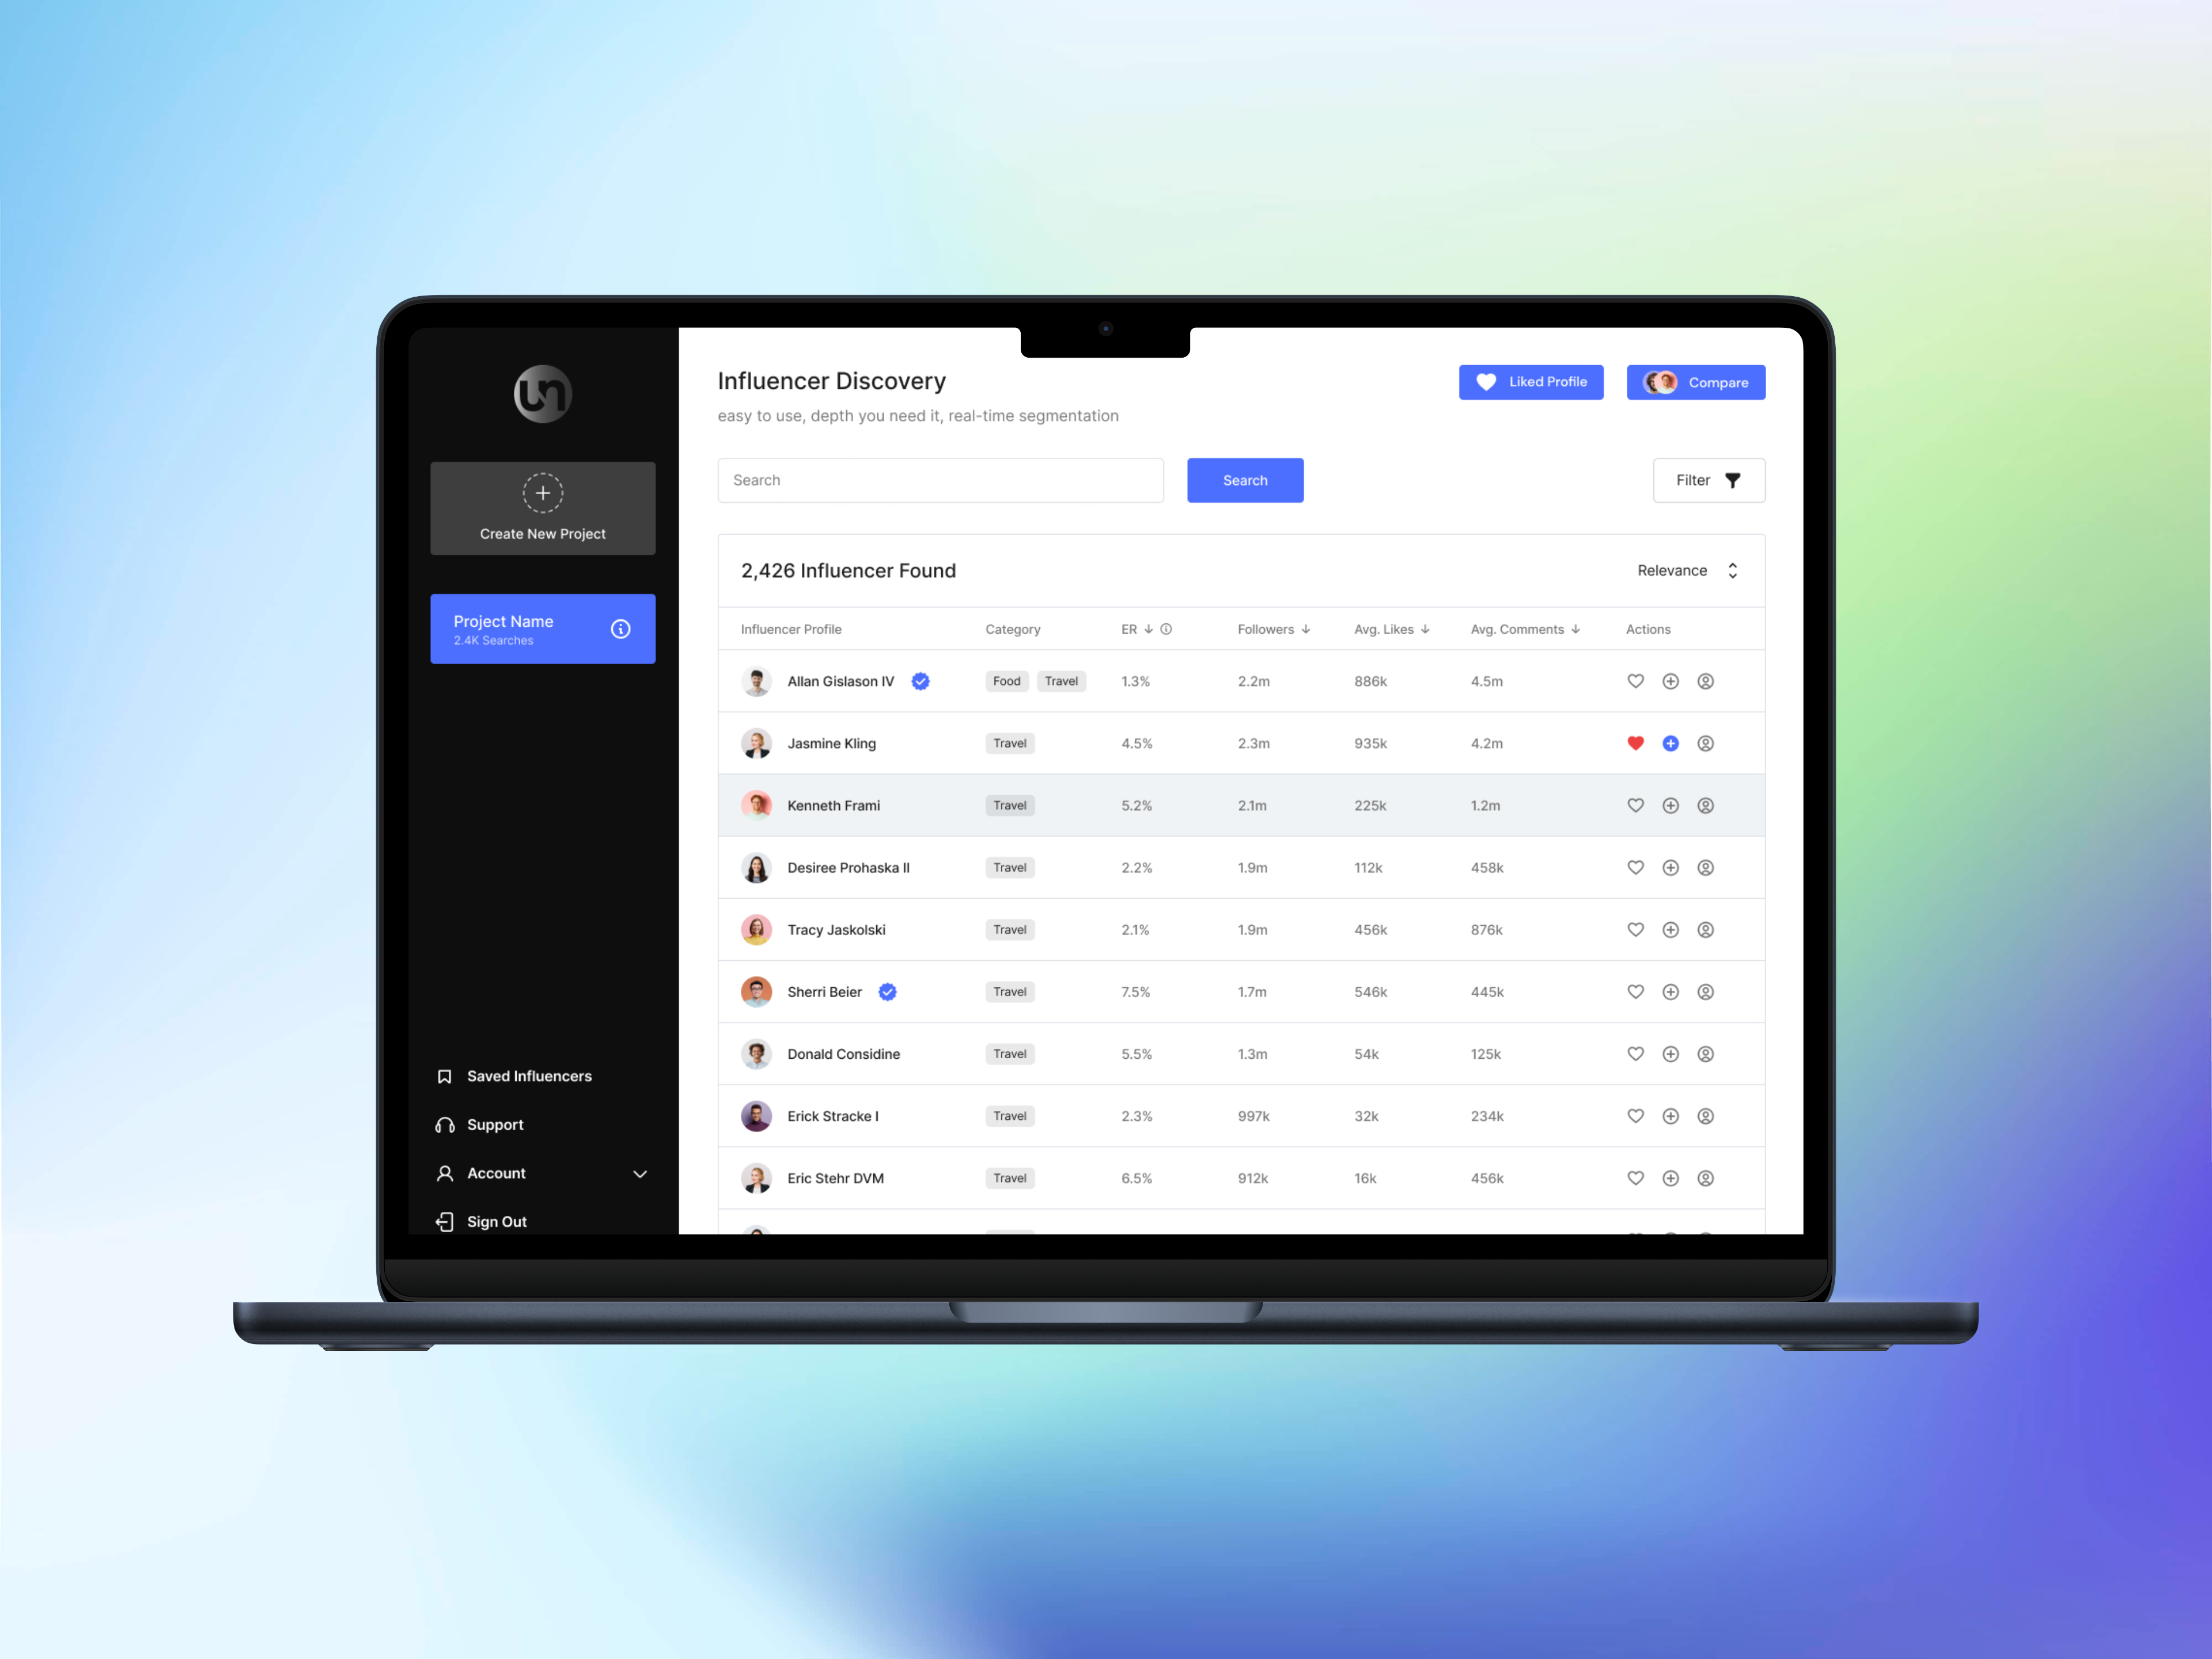 un
Create New Project
Project Name
2.4K Searches
Saved Influencers
Support
Account
Sign Out
Influencer Discovery
easy to use, depth you need it, real-time segmentation
Liked Profile
Compare
Search
Search
Filter
2,426 Influencer Found
Relevance
Influencer Profile Category ER Followers Avg. Likes Avg. Comments Actions
Allan Gislason IV Food Travel 1.3% 2.2m 886k 4.5m
Jasmine Kling Travel 4.5% 2.3m 935k 4.2m
Kenneth Frami Travel 5.2% 2.1m 225k 1.2m
Desiree Prohaska II Travel 2.2% 1.9m 112k 458k
Tracy Jaskolski Travel 2.1% 1.9m 456k 876k
Sherri Beier Travel 7.5% 1.7m 546k 445k
Donald Considine Travel 5.5% 1.3m 54k 125k
Erick Stracke I Travel 2.3% 997k 32k 234k
Eric Stehr DVM Travel 6.5% 912k 16k 456k